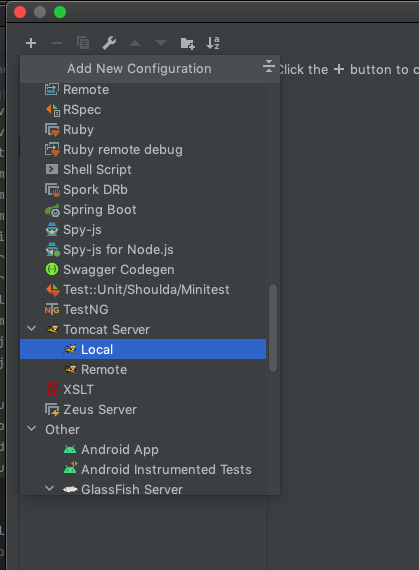 Add New Configuration
Click the + button to c
Remote
RSpec
Ruby
Ruby remote debug
Shell Script
Spork DRb
Spring Boot
Spy-js
Spy-js for Node.js
Swagger Codegen
Test::Unit/Shoulda/Minitest
TestNG
Tomcat Server
Local
Remote
XSLT
Zeus Server
Other
Android App
Android Instrumented Tests
GlassFish Server